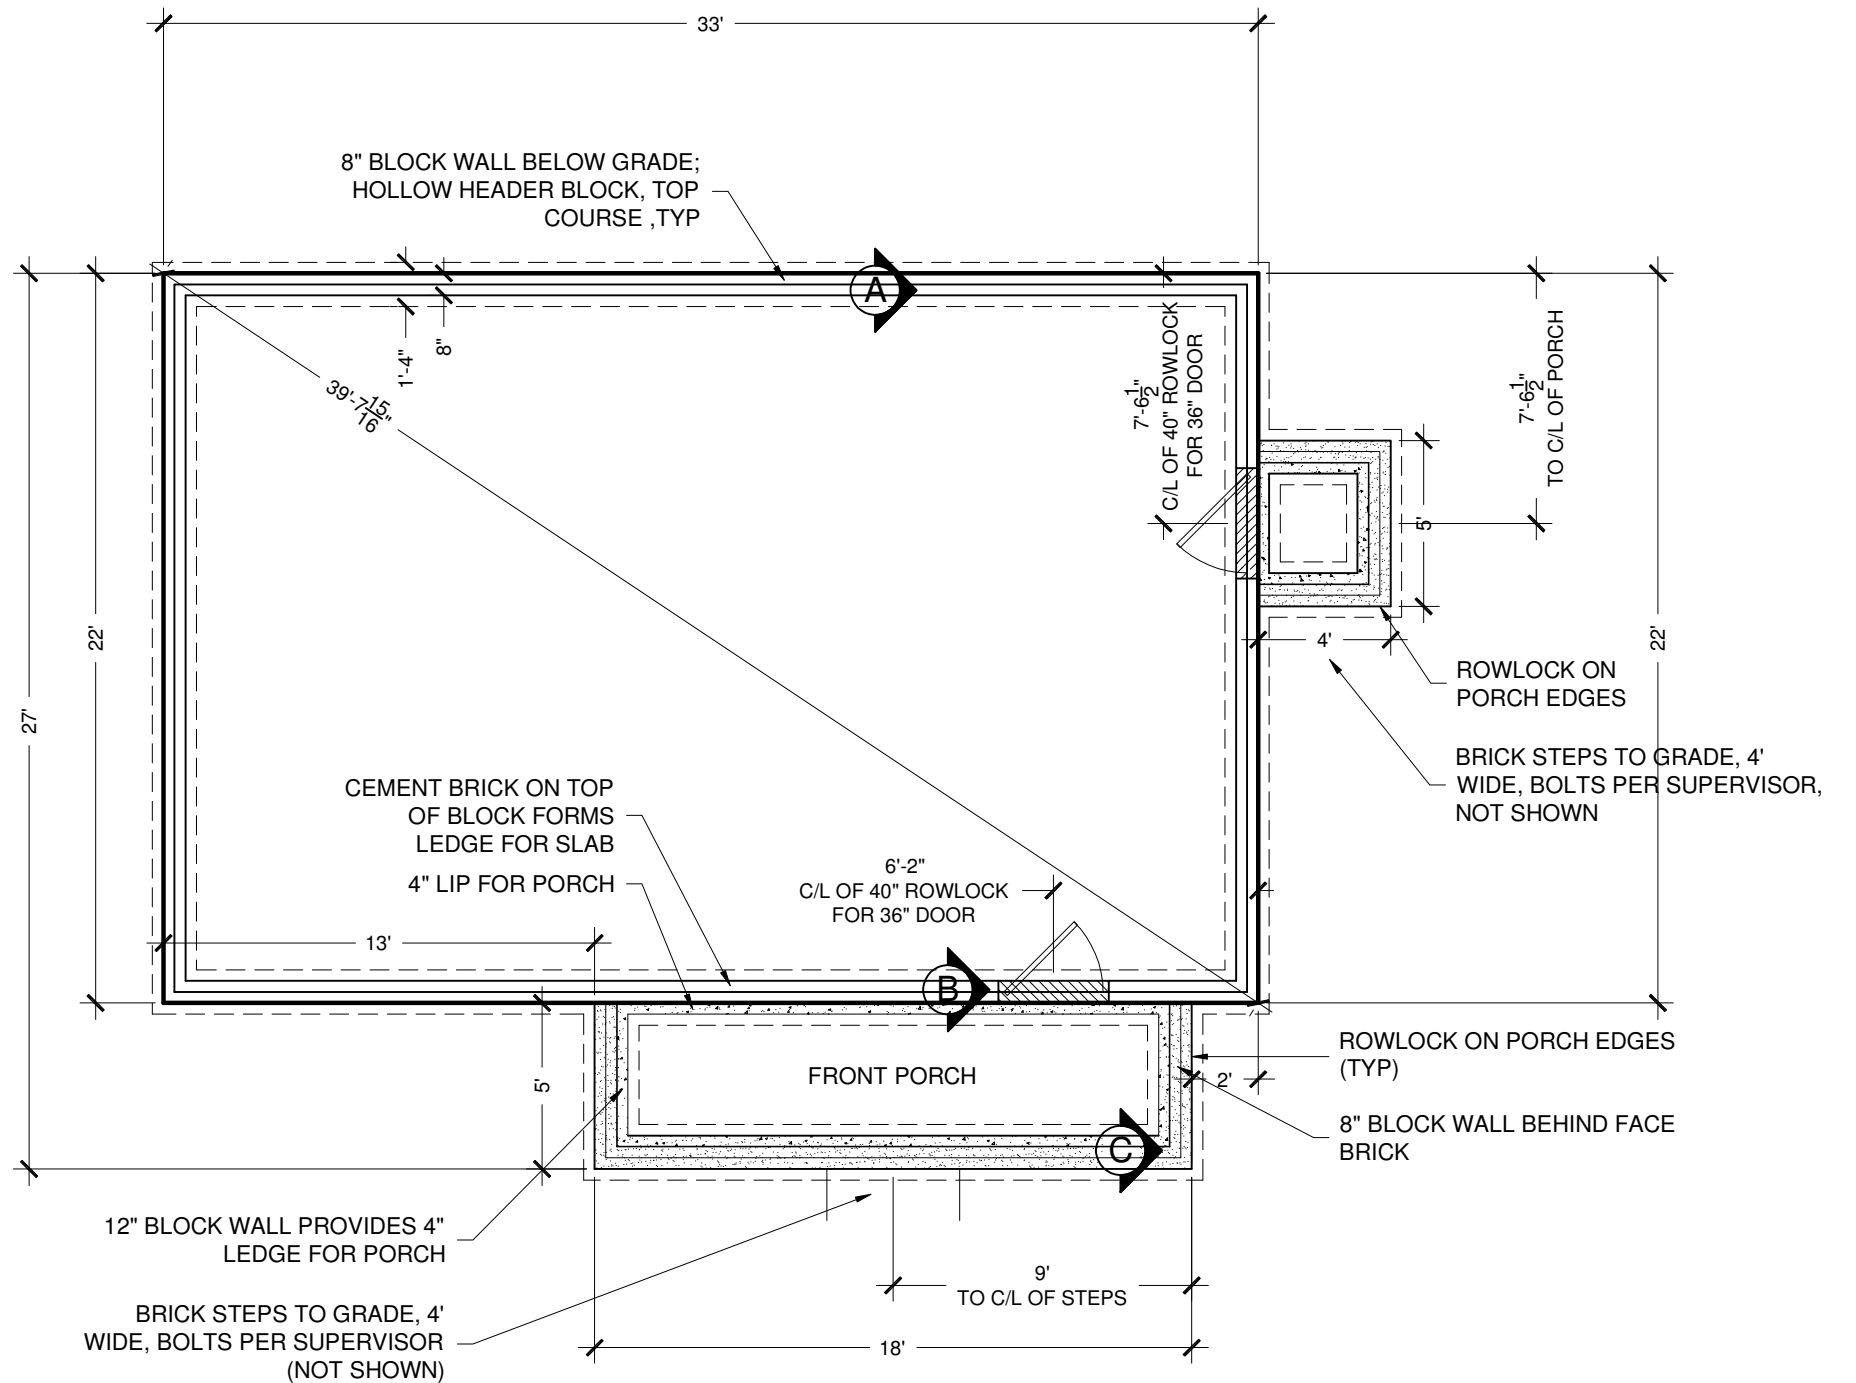 33'
8" BLOCK WALL BELOW GRADE;
HOLLOW HEADER BLOCK, TOP
COURSE ,TYP
A
1'-4"
8"
39'-7 15/16"
7'-6 1/2"
C/L OF 40" ROWLOCK
FOR 36" DOOR
7'-6 1/2"
TO C/L OF PORCH
5'
4'
22'
22'
27'
ROWLOCK ON
PORCH EDGES
BRICK STEPS TO GRADE, 4'
WIDE, BOLTS PER SUPERVISOR,
NOT SHOWN
CEMENT BRICK ON TOP
OF BLOCK FORMS
LEDGE FOR SLAB
4" LIP FOR PORCH
6'-2"
C/L OF 40" ROWLOCK
FOR 36" DOOR
13'
B
5'
FRONT PORCH
2'
C
ROWLOCK ON PORCH EDGES
(TYP)
8" BLOCK WALL BEHIND FACE
BRICK
12" BLOCK WALL PROVIDES 4"
LEDGE FOR PORCH
BRICK STEPS TO GRADE, 4'
WIDE, BOLTS PER SUPERVISOR
(NOT SHOWN)
9'
TO C/L OF STEPS
18'